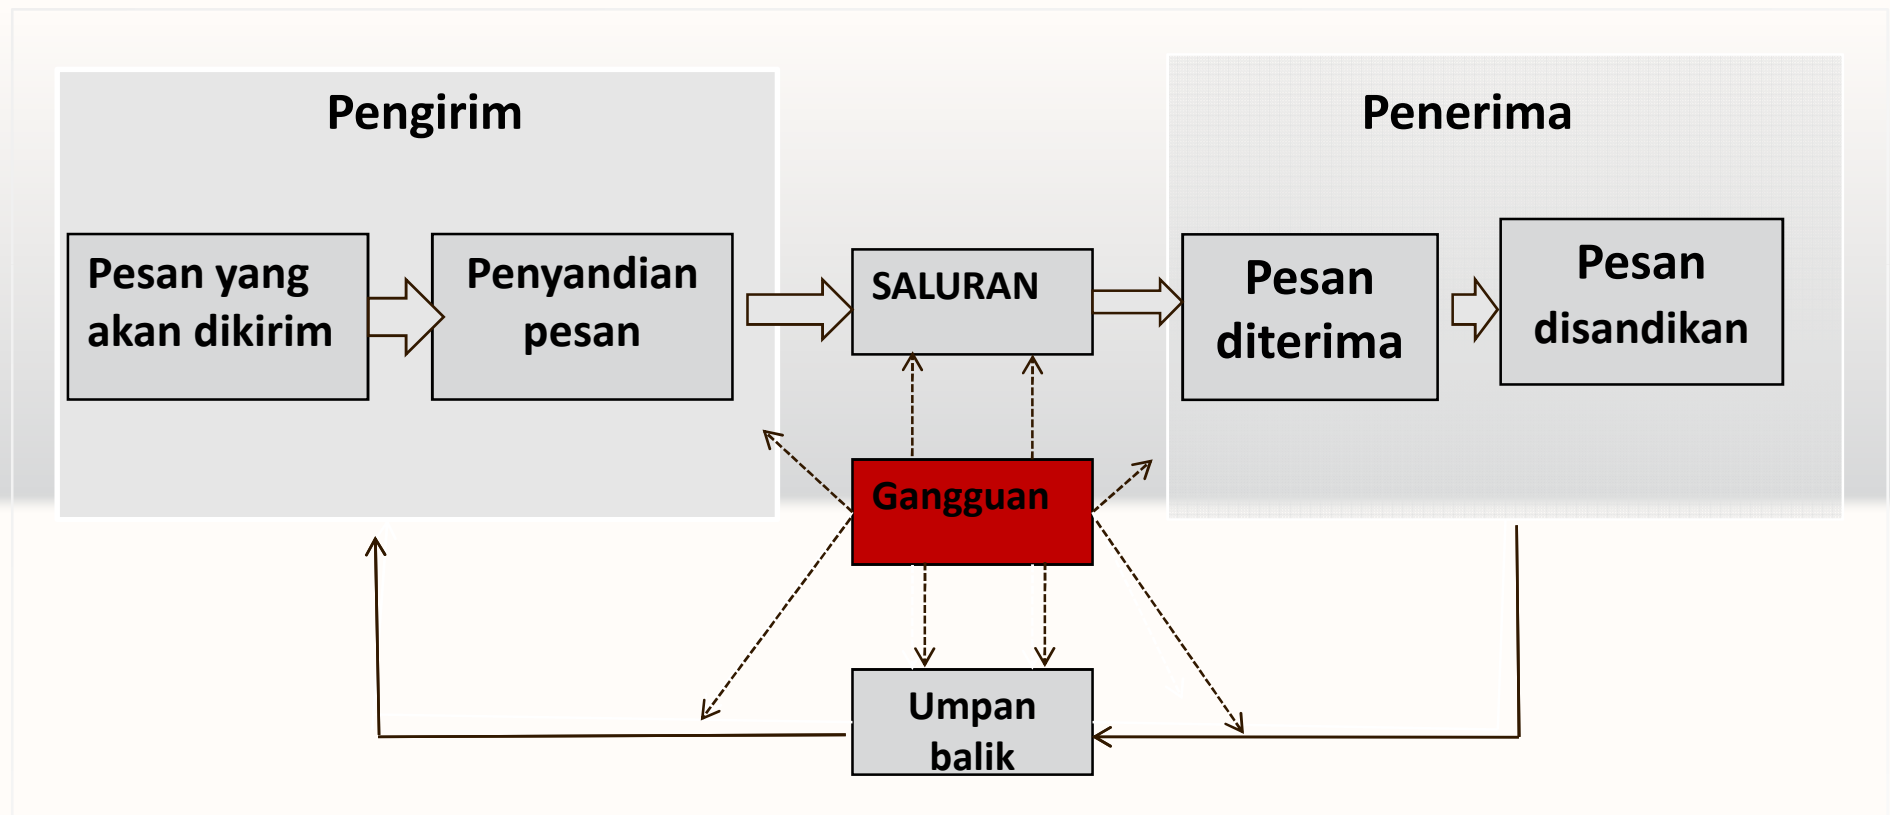 Pengirim
Penerima
Pesan yang
akan dikirim
Penyandian
pesan
SALURAN
Pesan
diterima
Pesan
disandikan
Gangguan
Umpan
balik